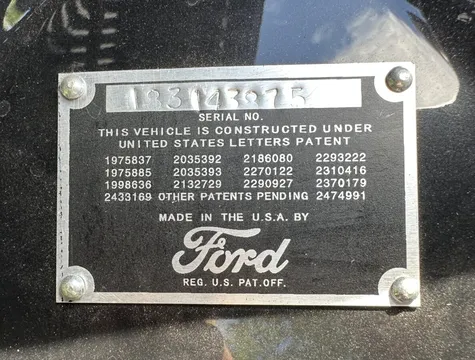 183143975
SERIAL NO.
THIS VEHICLE IS CONSTRUCTED UNDER
UNITED STATES LETTERS PATENT
1975837 2035392 2186080 2293222
1975885 2035393 2270122 2310416
1998636 2132729 2290927 2370179
2433169 OTHER PATENTS PENDING 2474991
MADE IN THE U.S.A. BY
Ford
REG. U.S. PAT. OFF.